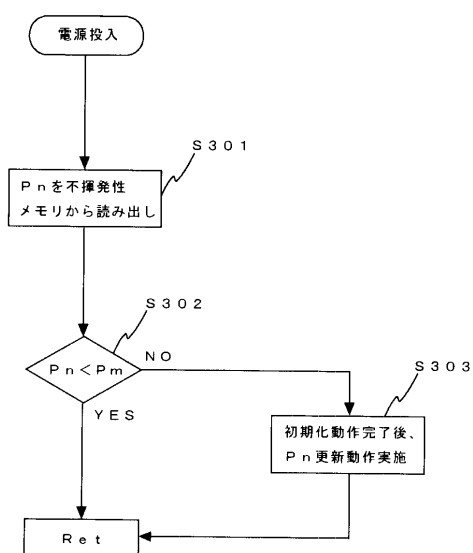 電源投入
S301
Pnを不揮発性
メモリから読み出し
S302
Pn<Pm
NO
YES
S303
初期化動作完了後、
Pn更新動作実施
Ret